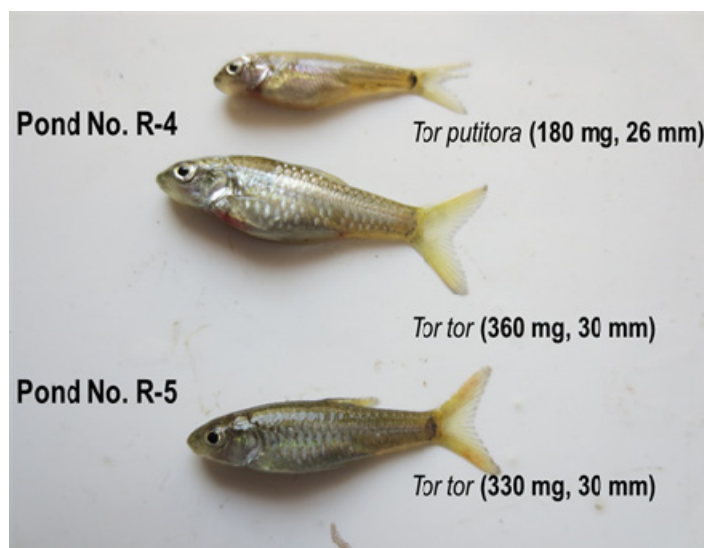 Pond No. R-4
Tor putitora (180 mg, 26 mm)
Tor tor (360 mg, 30 mm)
Pond No. R-5
Tor tor (330 mg, 30 mm)